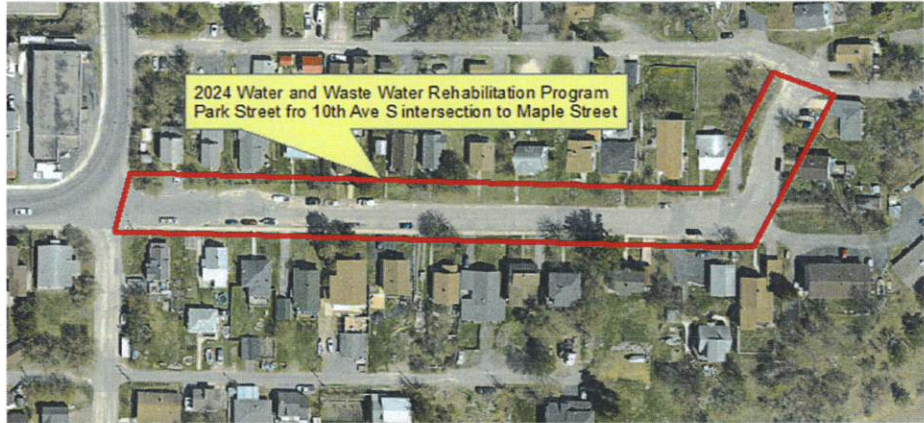 2024 Water and Waste Water Rehabilitation Program
Park Street fro 10th Ave S intersection to Maple Street